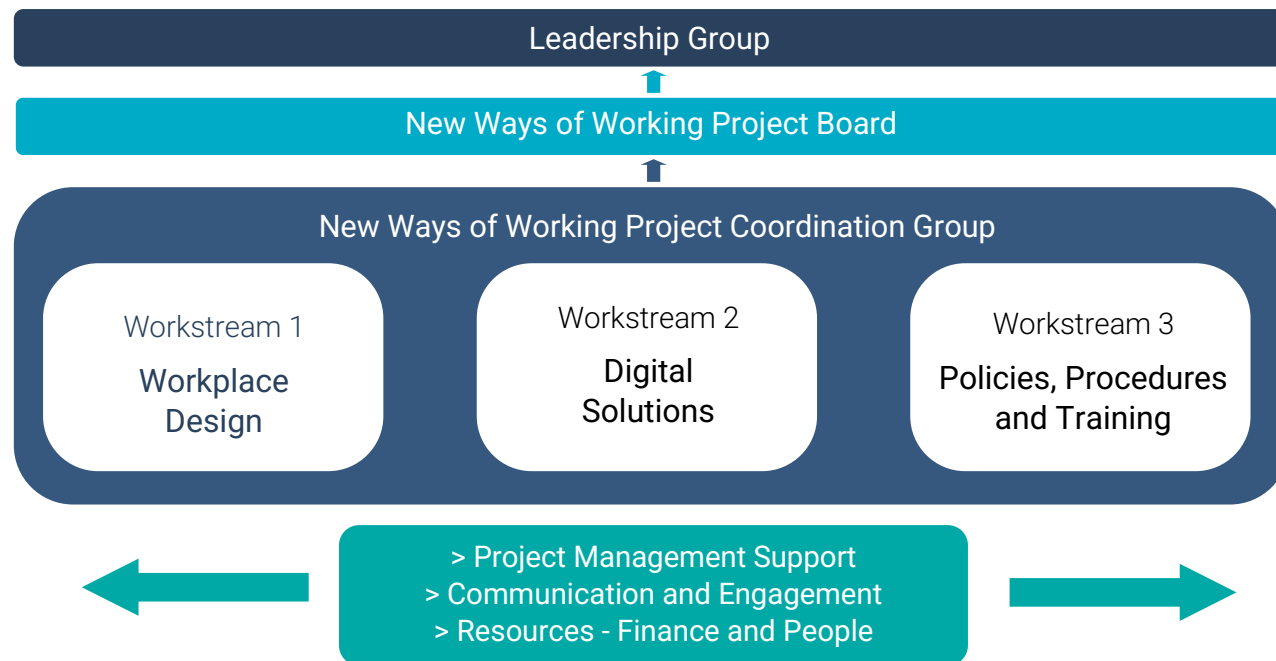 Leadership Group
New Ways of Working Project Board
New Ways of Working Project Coordination Group
Workstream 1
Workplace
Design
Workstream 2
Digital
Solutions
Workstream 3
Policies, Procedures
and Training
> Project Management Support
> Communication and Engagement
> Resources - Finance and People